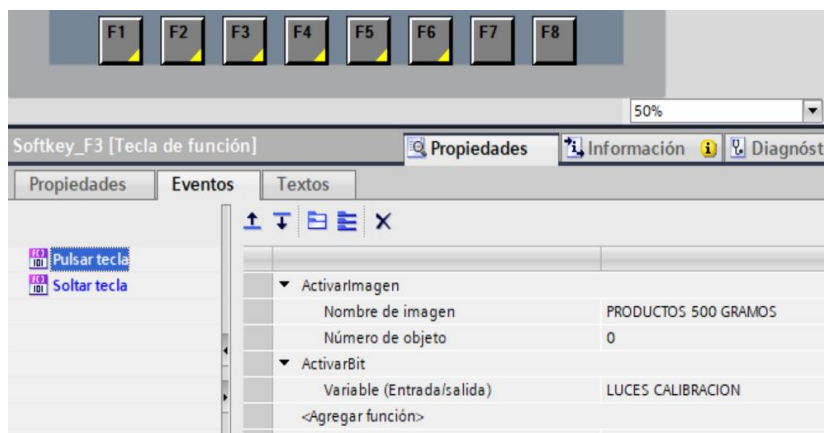 F1 F2 F3 F4 F5 F6 F7 F8
50%
Softkey_F3 [Tecla de función] Propiedades Información Diagnóst
Propiedades Eventos Textos
Pulsar tecla
Soltar tecla
ActivarImagen
Nombre de imagen PRODUCTOS 500 GRAMOS
Número de objeto 0
ActivarBit
Variable (Entrada/salida) LUCES CALIBRACION
<Agregar función>